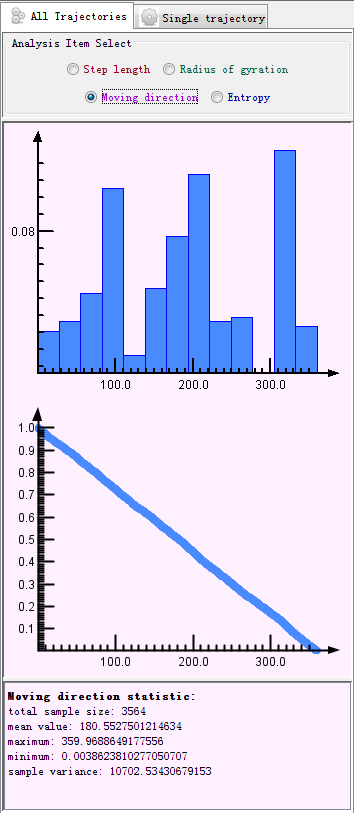 All Trajectories Single trajectory
Analysis Item Select
Step length Radius of gyration
Moving direction Entropy
0.08
100.0 200.0 300.0
1.0
0.9
0.8
0.7
0.6
0.5
0.4
0.3
0.2
0.1
100.0 200.0 300.0
Moving direction statistic:
total sample size: 3564
mean value: 180.5527501214634
maximum: 359.9688649177556
minimum: 0.0038623810277050707
sample variance: 10702.53430679153